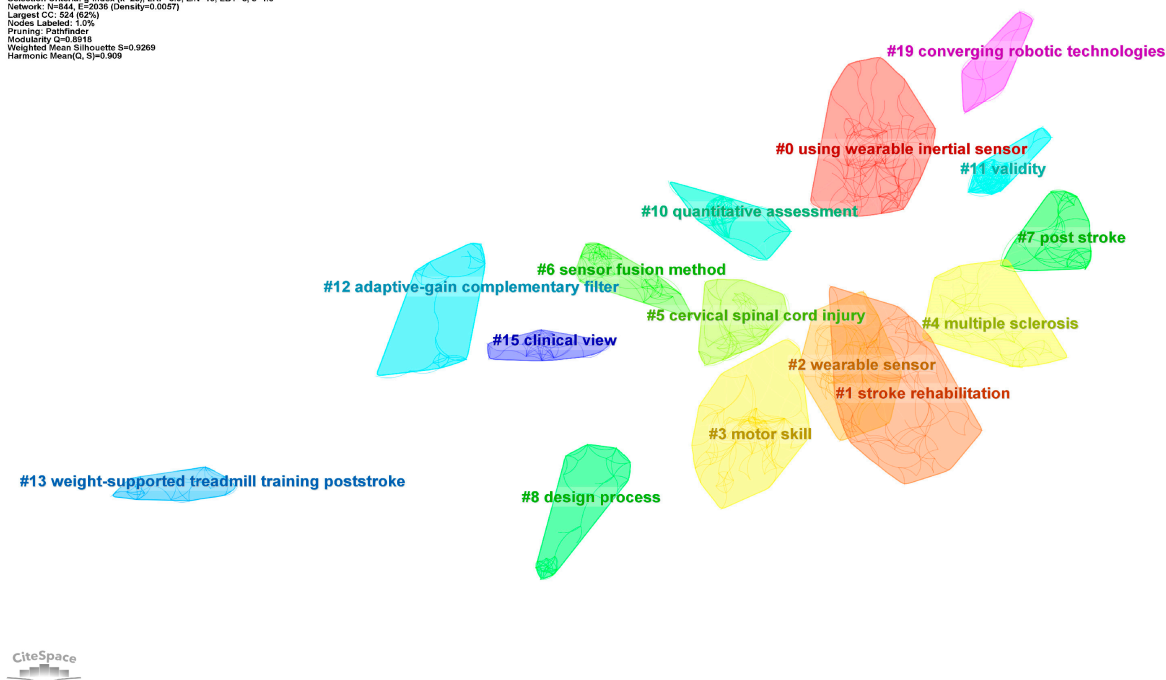 Network: N=844, E=2036 (Density=0.0057)
Largest CC: 524 (62%)
Nodes Labeled: 1.0%
Pruning: Pathfinder
Modularity Q=0.8918
Weighted Mean Silhouette S=0.9269
Harmonic Mean(Q, S)=0.909
#19 converging robotic technologies
#0 using wearable inertial sensor
#11 validity
#10 quantitative assessment
#7 post stroke
#6 sensor fusion method
#12 adaptive-gain complementary filter
#5 cervical spinal cord injury
#4 multiple sclerosis
#15 clinical view
#2 wearable sensor
#1 stroke rehabilitation
#3 motor skill
#13 weight-supported treadmill training poststroke
#8 design process
CiteSpace